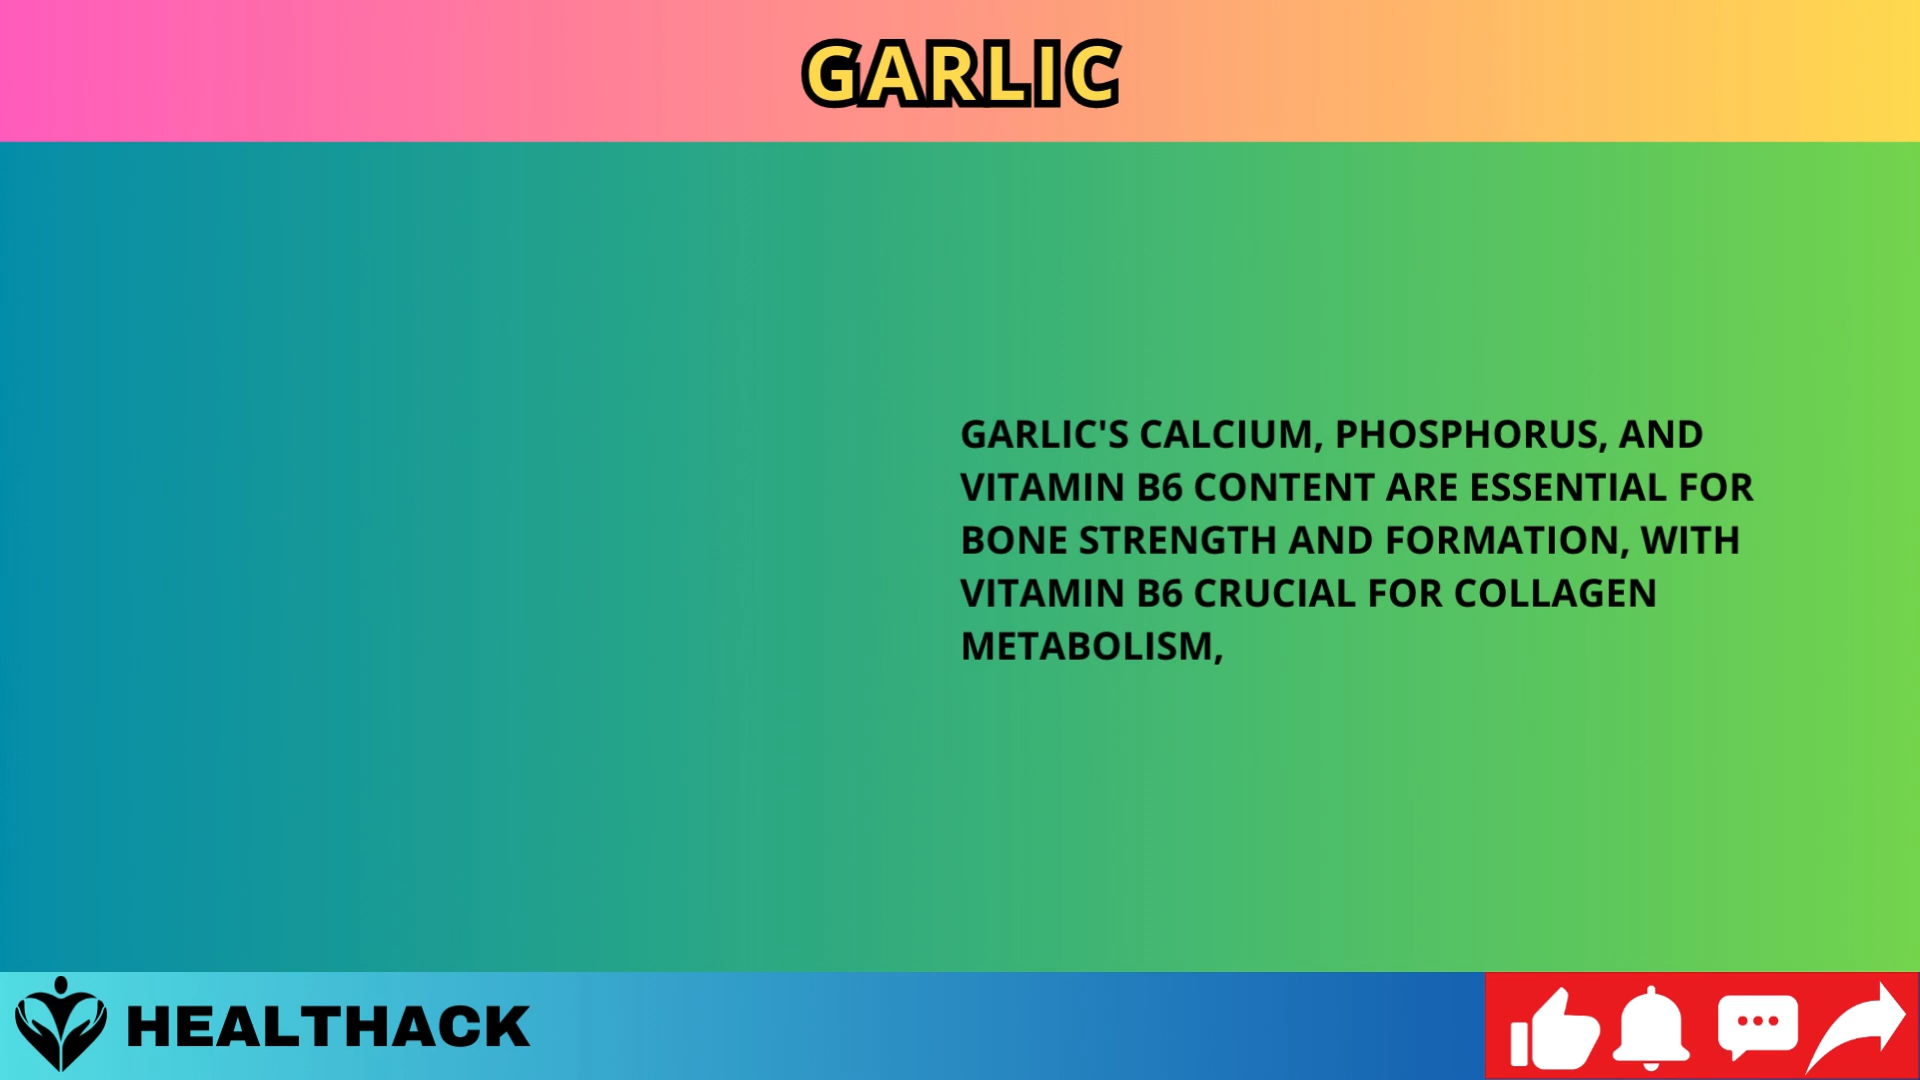 GARLIC
GARLIC'S CALCIUM, PHOSPHORUS, AND
VITAMIN B6 CONTENT ARE ESSENTIAL FOR
BONE STRENGTH AND FORMATION, WITH
VITAMIN B6 CRUCIAL FOR COLLAGEN
METABOLISM,
HEALTHACK